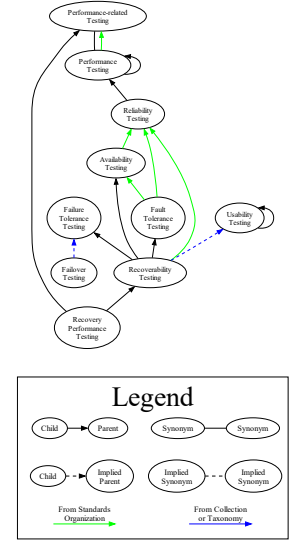 Performance-related
Testing
Performance
Testing
Reliability
Testing
Availability
Testing
Failure
Tolerance
Testing
Fault
Tolerance
Testing
Usability
Testing
Failover
Testing
Recoverability
Testing
Recovery
Performance
Testing
Legend
Child
Parent
Synonym
Synonym
Child
Implied
Parent
Implied
Synonym
Implied
Synonym
From Standards
Organization
From Collection
or Taxonomy